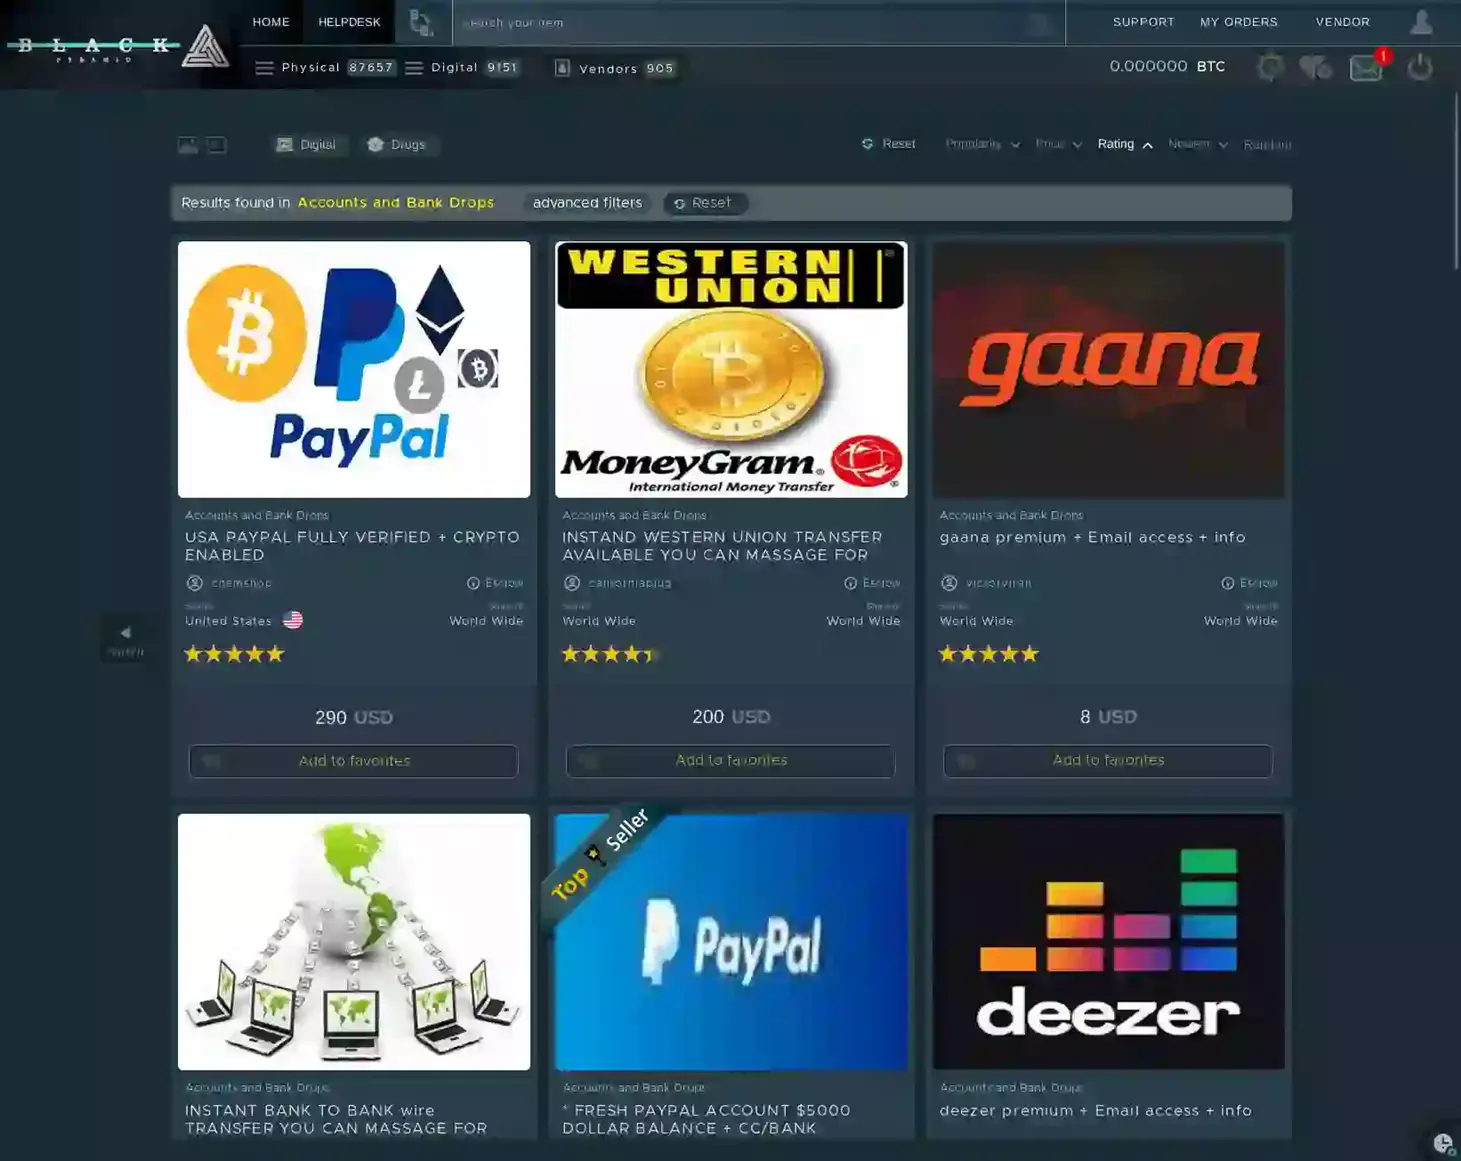 HOME
HELPDESK
search your item
SUPPORT
MY ORDERS
VENDOR
BLACK
PYRAMID
Physical 87657
Digital 9151
Vendors 905
0.000000 BTC
1
Digital
Drugs
Reset
Popularity
Price
Rating
Newest
Random
Results found in Accounts and Bank Drops
advanced filters
Reset
PayPal
WESTERN
UNION
MoneyGram
International Money Transfer
gaana
Accounts and Bank Drops
USA PAYPAL FULLY VERIFIED + CRYPTO
ENABLED
chemshop
Escrow
United States
World Wide
290 USD
Add to favorites
Accounts and Bank Drops
INSTAND WESTERN UNION TRANSFER
AVAILABLE YOU CAN MASSAGE FOR
Escrow
World Wide
World Wide
200 USD
Add to favorites
Accounts and Bank Drops
gaana premium + Email access + info
Escrow
World Wide
World Wide
8 USD
Add to favorites
Top Seller
PayPal
deezer
Accounts and Bank Drops
INSTANT BANK TO BANK wire
TRANSFER YOU CAN MASSAGE FOR
Accounts and Bank Drops
* FRESH PAYPAL ACCOUNT $5000
DOLLAR BALANCE + CC/BANK
Accounts and Bank Drops
deezer premium + Email access + info